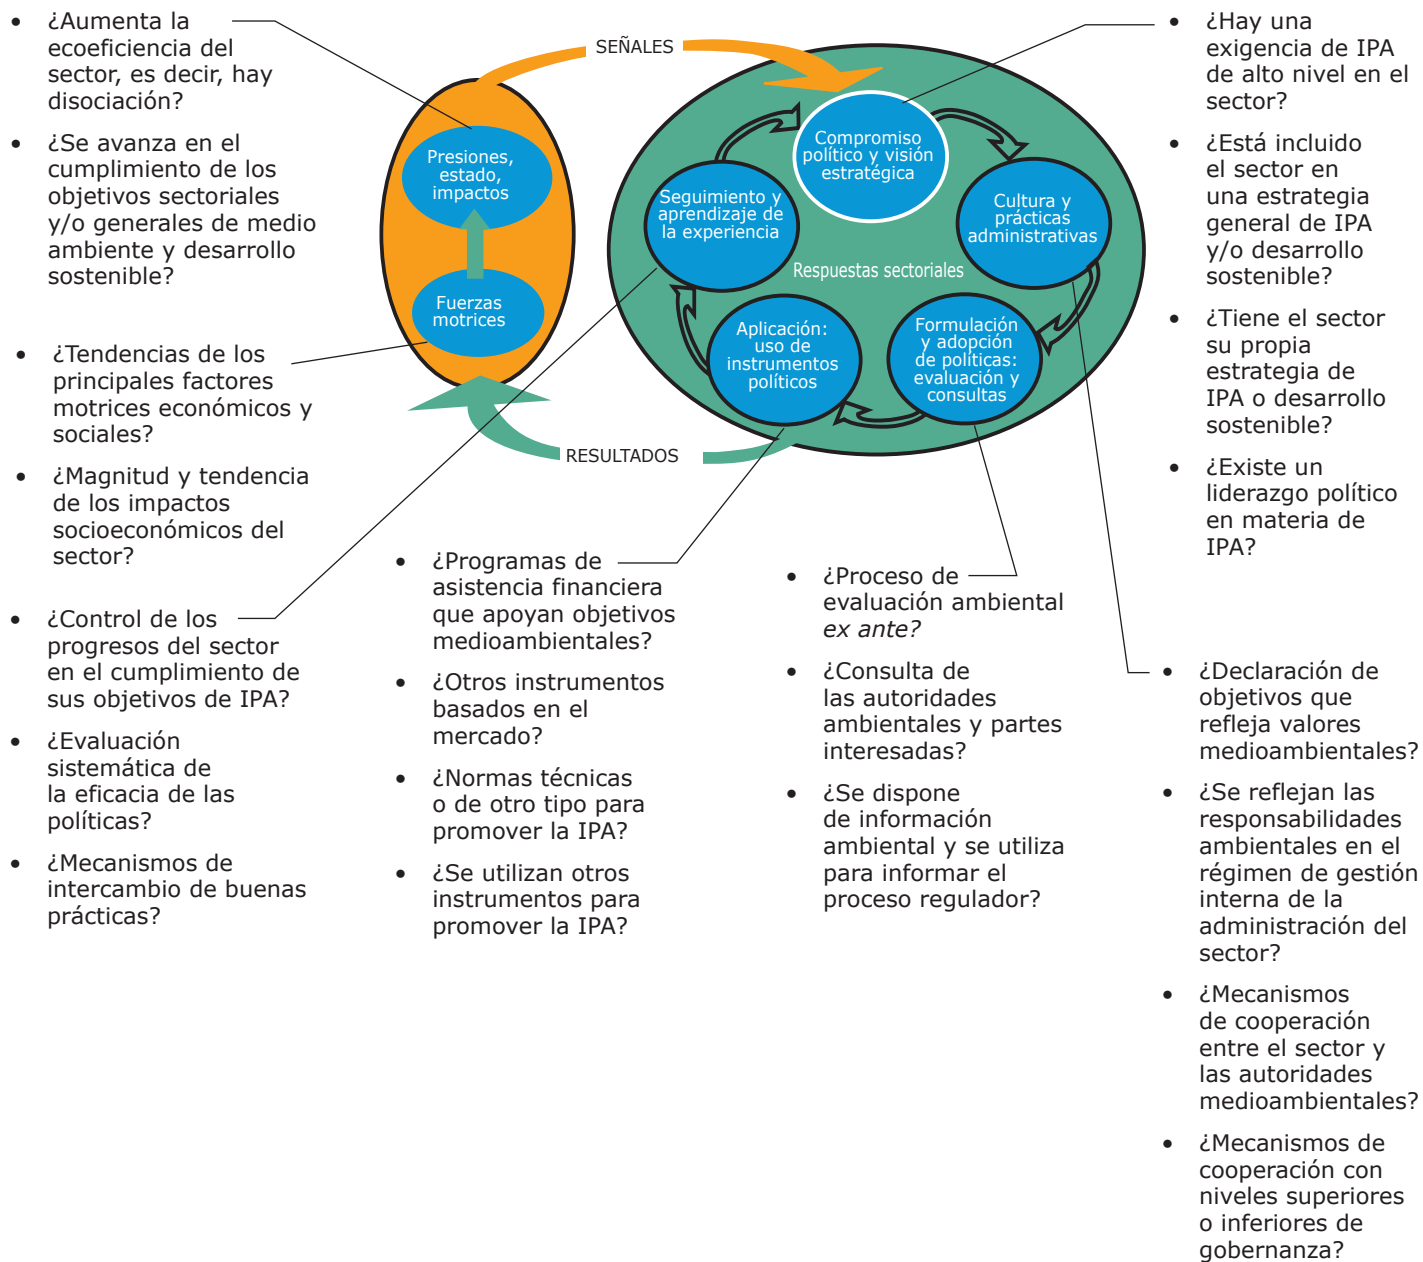 ¿Aumenta la
ecoeficiencia del
sector, es decir, hay
disociación?
¿Se avanza en el
cumplimiento de los
objetivos sectoriales
y/o generales de medio
ambiente y desarrollo
sostenible?
¿Tendencias de los
principales factores
motrices económicos y
sociales?
¿Magnitud y tendencia
de los impactos
socioeconómicos del
sector?
¿Control de los
progresos del sector
en el cumplimiento de
sus objetivos de IPA?
¿Evaluación
sistemática de
la eficacia de las
políticas?
¿Mecanismos de
intercambio de buenas
prácticas?
SEÑALES
Presiones,
estado,
impactos
Fuerzas
motrices
RESULTADOS
Compromiso
político y visión
estratégica
Seguimiento y
aprendizaje de
la experiencia
Cultura y
prácticas
administrativas
Respuestas sectoriales
Aplicación:
uso de
instrumentos
políticos
Formulación
y adopción
de políticas:
evaluación y
consultas
¿Programas de
asistencia financiera
que apoyan objetivos
medioambientales?
¿Otros instrumentos
basados en el
mercado?
¿Normas técnicas
o de otro tipo para
promover la IPA?
¿Se utilizan otros
instrumentos para
promover la IPA?
¿Proceso de
evaluación ambiental
ex ante?
¿Consulta de
las autoridades
ambientales y partes
interesadas?
¿Se dispone
de información
ambiental y se utiliza
para informar el
proceso regulador?
¿Hay una
exigencia de IPA
de alto nivel en el
sector?
¿Está incluido
el sector en
una estrategia
general de IPA
y/o desarrollo
sostenible?
¿Tiene el sector
su propia
estrategia de
IPA o desarrollo
sostenible?
¿Existe un
liderazgo político
en materia de
IPA?
¿Declaración de
objetivos que
refleja valores
medioambientales?
¿Se reflejan las
responsabilidades
ambientales en el
régimen de gestión
interna de la
administración del
sector?
¿Mecanismos
de cooperación
entre el sector y
las autoridades
medioambientales?
¿Mecanismos de
cooperación con
niveles superiores
o inferiores de
gobernanza?